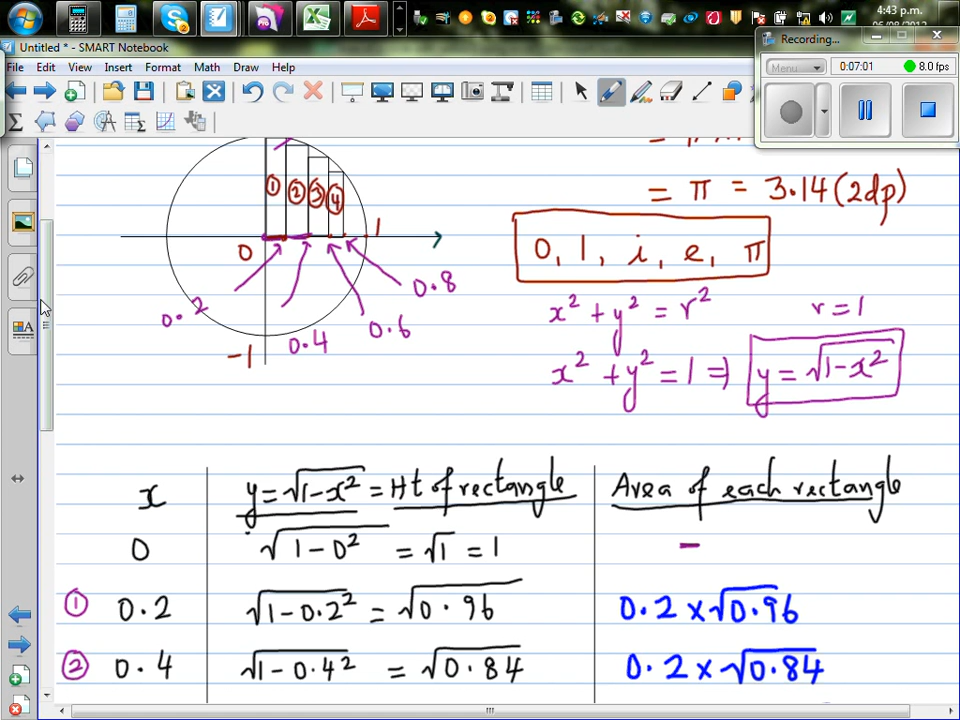 4:43 p.m.
06/08/2012
Untitled * - SMART Notebook
Recording...
File Edit View Insert Format Math Draw Help
Menu
0:07:01
8.0 fps
① ② ③ ④
= π = 3.14 (2dp)
0 1
0, 1, i, e, π
0.2 0.4 0.6 0.8
-1
x² + y² = r² r = 1
x² + y² = 1 ⇒ y = √1-x²
x y = √1-x² = Ht of rectangle Area of each rectangle
0 √1-0² = √1 = 1 -
① 0.2 √1-0.2² = √0.96 0.2 x √0.96
② 0.4 √1-0.4² = √0.84 0.2 x √0.84